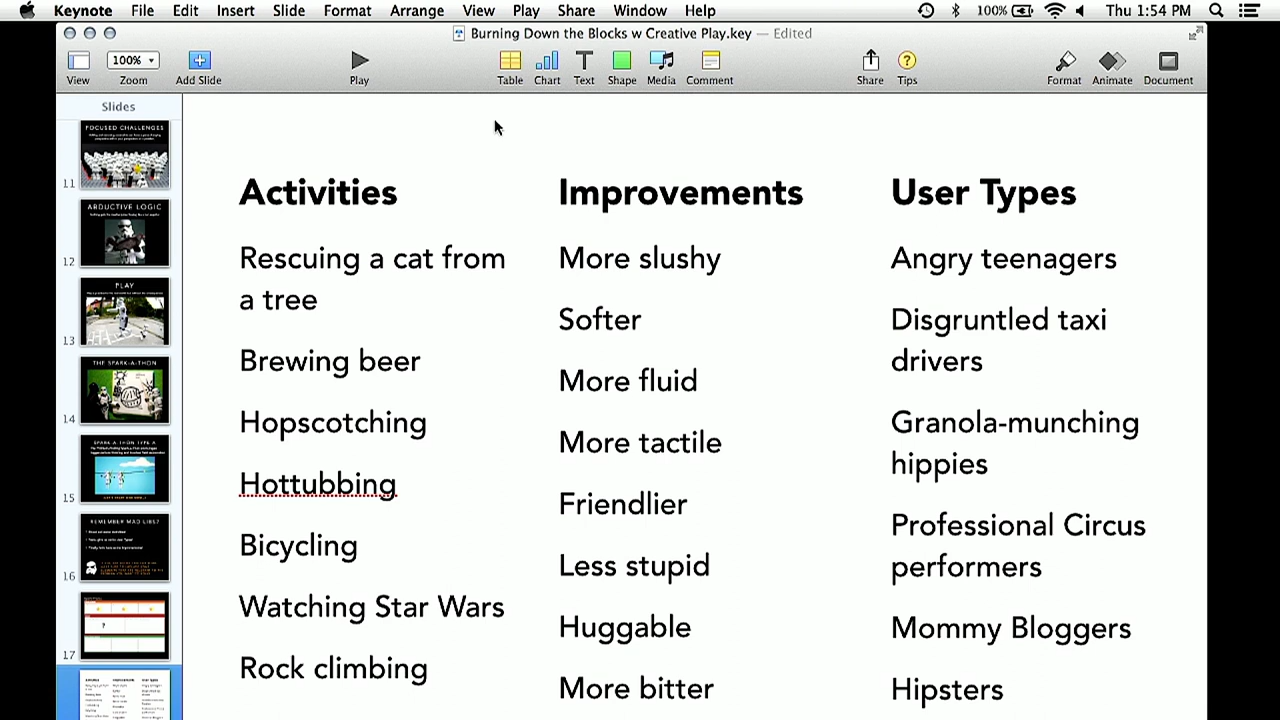 Keynote File Edit Insert Slide Format Arrange View Play Share Window Help 100% Thu 1:54 PM
Burning Down the Blocks w Creative Play.key — Edited
100%
View Zoom Add Slide Play Table Chart Text Shape Media Comment Share Tips Format Animate Document
Slides
FOCUSED CHALLENGES
11
ABDUCTIVE LOGIC
12
PLAY
13
THE SPARK-A-THON
14
SPARK-A-THON TYPE A
15
REMEMBER MAD LIBS?
16
17
Activities
Rescuing a cat from
a tree
Brewing beer
Hopscotching
Hottubbing
Bicycling
Watching Star Wars
Rock climbing
Improvements
More slushy
Softer
More fluid
More tactile
Friendlier
Less stupid
Huggable
More bitter
User Types
Angry teenagers
Disgruntled taxi
drivers
Granola-munching
hippies
Professional Circus
performers
Mommy Bloggers
Hipsters